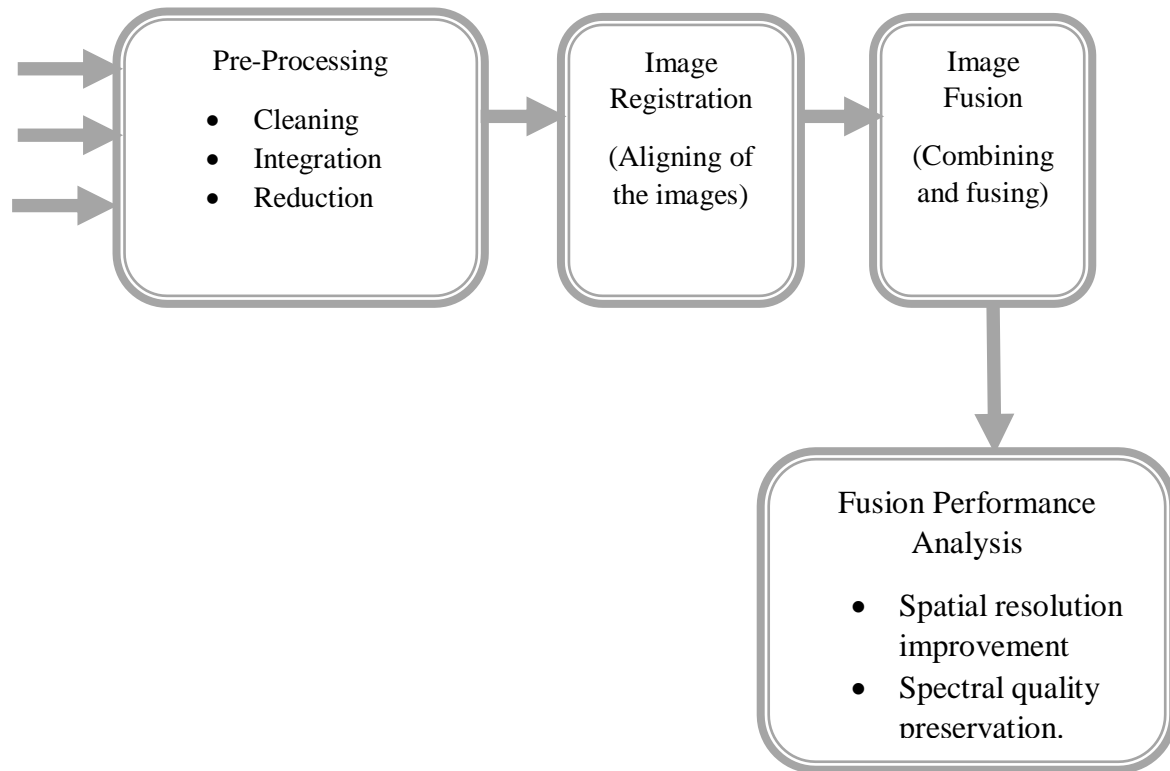 Pre-Processing
• Cleaning
• Integration
• Reduction
Image
Registration
(Aligning of
the images)
Image
Fusion
(Combining
and fusing)
Fusion Performance
Analysis
• Spatial resolution
improvement
• Spectral quality
preservation.